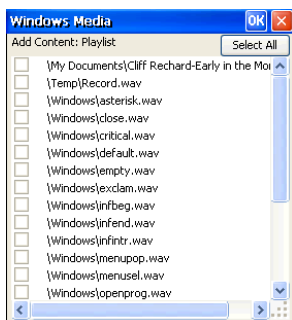 Windows Media OK
Add Content: Playlist Select All
\My Documents\Cliff Rechard-Early in the Mor
\Temp\Record.wav
\Windows\asterisk.wav
\Windows\close.wav
\Windows\critical.wav
\Windows\default.wav
\Windows\empty.wav
\Windows\exclam.wav
\Windows\infbeg.wav
\Windows\infend.wav
\Windows\infintr.wav
\Windows\menupop.wav
\Windows\menusel.wav
\Windows\openprog.wav